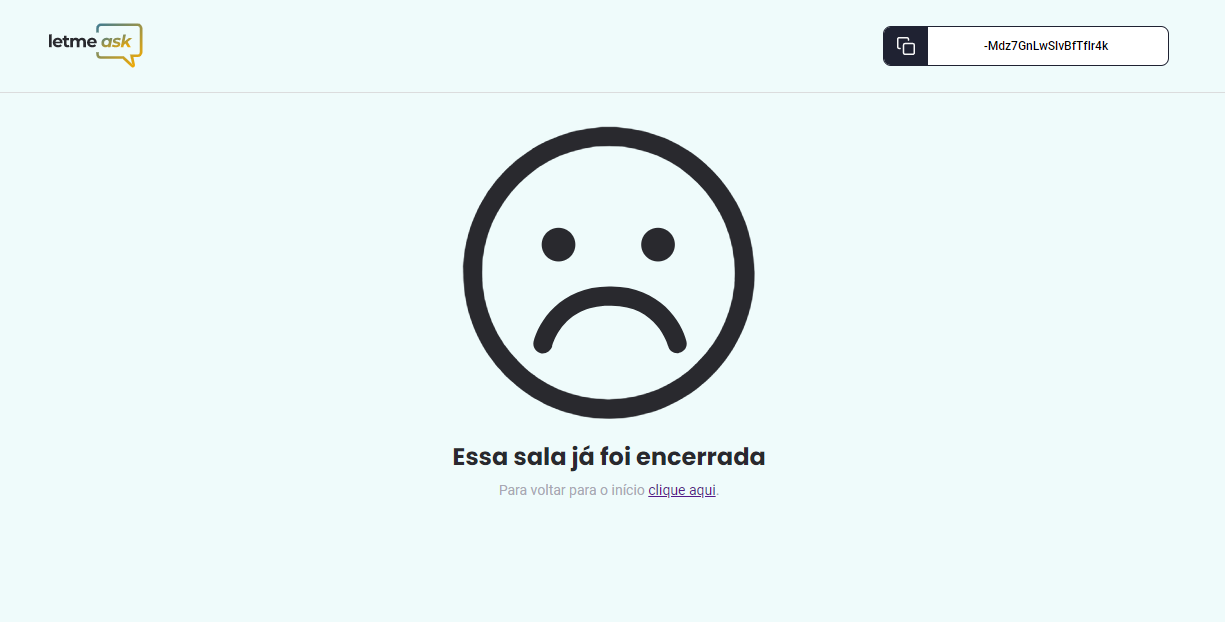 letme ask
-Mdz7GnLwSlvBfTfIr4k
Essa sala já foi encerrada
Para voltar para o início clique aqui.